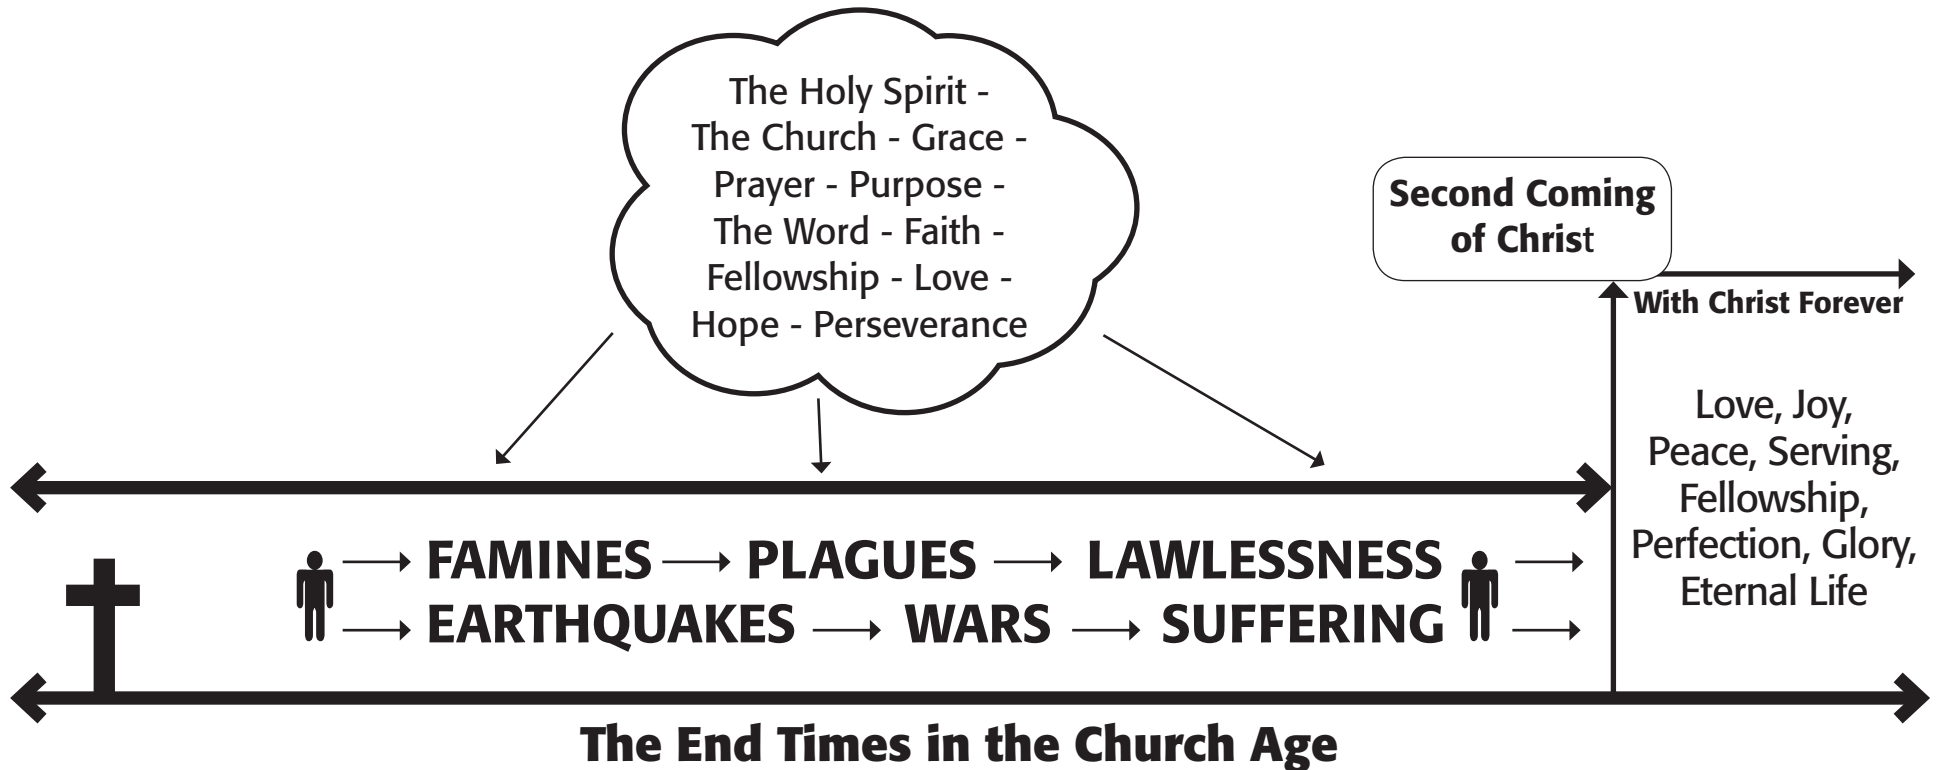 The Holy Spirit -
The Church - Grace -
Prayer - Purpose -
The Word - Faith -
Fellowship - Love -
Hope - Perseverance
Second Coming
of Christ
With Christ Forever
Love, Joy,
Peace, Serving,
Fellowship,
Perfection, Glory,
Eternal Life
FAMINES PLAGUES LAWLESSNESS
EARTHQUAKES WARS SUFFERING
The End Times in the Church Age